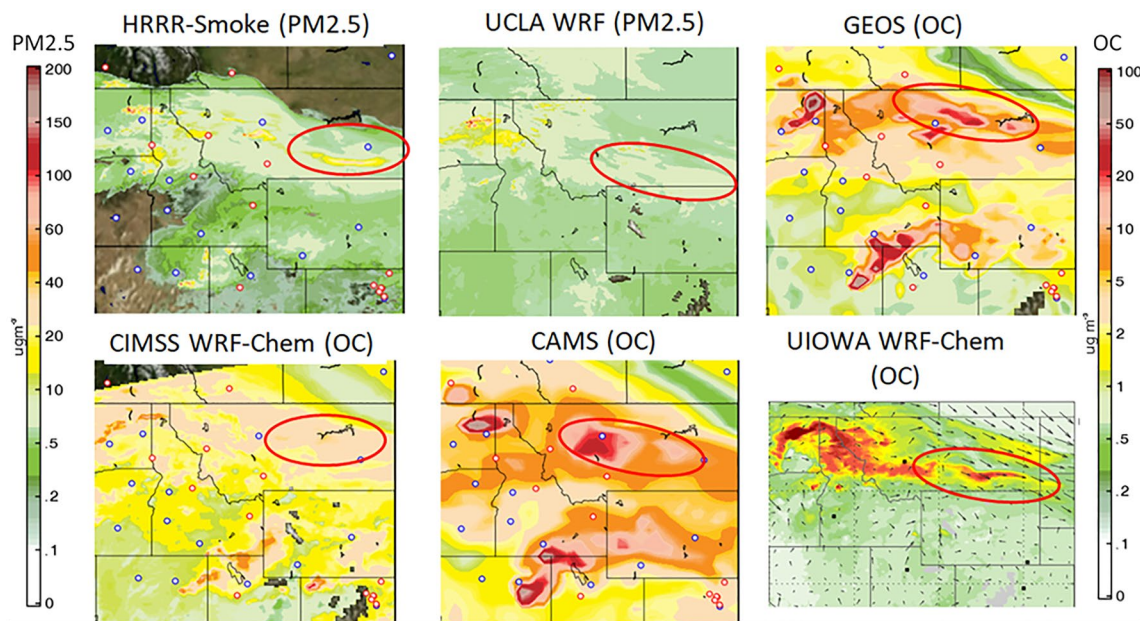 HRRR-Smoke (PM2.5)
UCLA WRF (PM2.5)
GEOS (OC)
PM2.5
OC
200
150
100
60
40
20
10
.5
.2
.1
0
ugm⁻³
100
50
20
10
5
2
1
.5
.2
.1
0
ug m⁻³
CIMSS WRF-Chem (OC)
CAMS (OC)
UIOWA WRF-Chem
(OC)